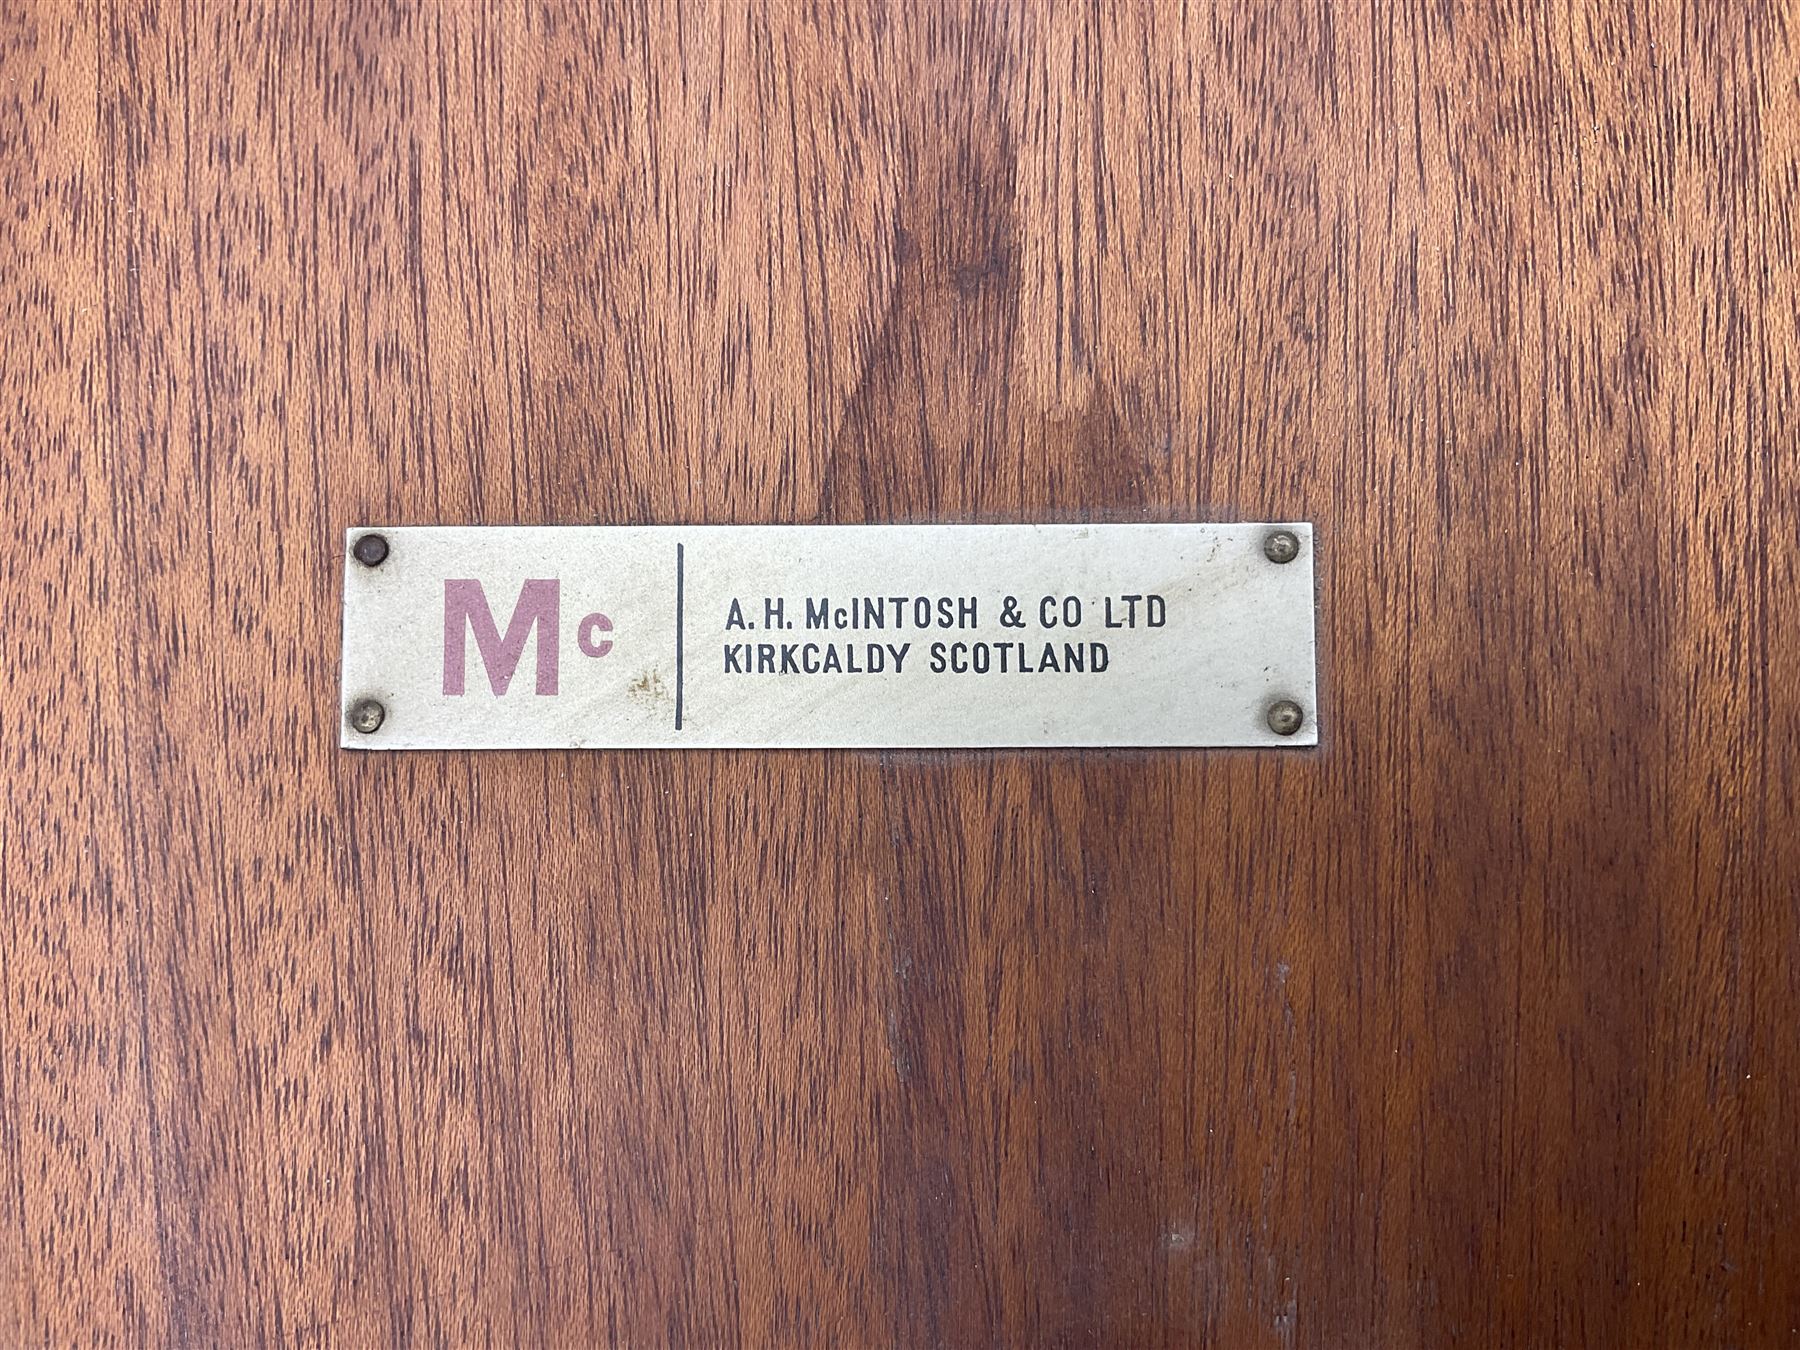 Mc
A. H. McINTOSH & CO LTD
KIRKCALDY SCOTLAND